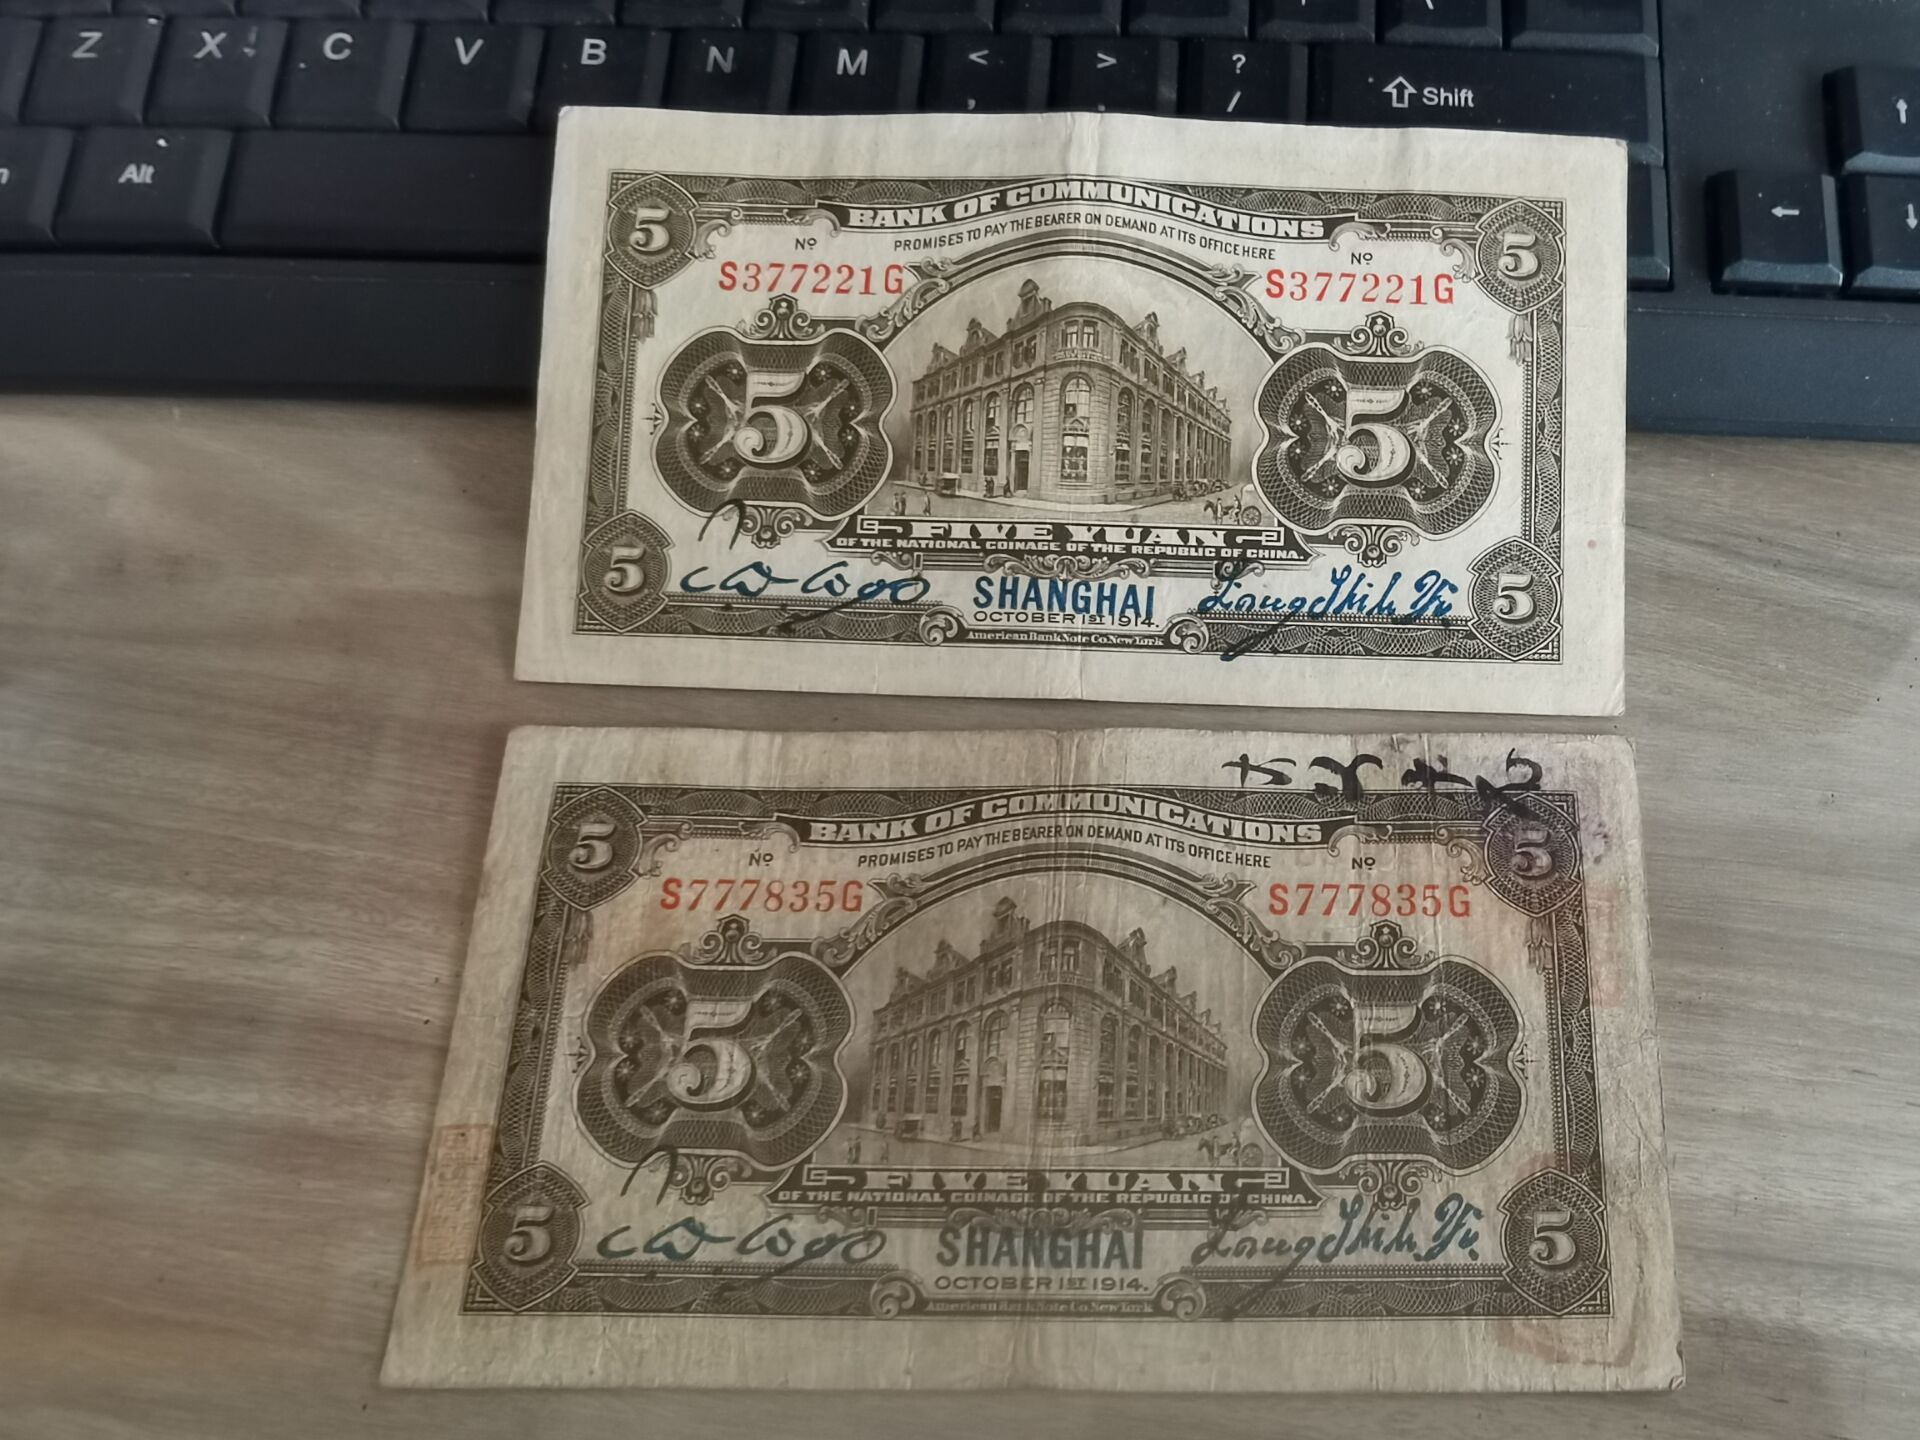 Z X C V B N M < , > . ? / Shift
Alt
BANK OF COMMUNICATIONS
PROMISES TO PAY THE BEARER ON DEMAND AT ITS OFFICE HERE
5 5
Nº Nº
S377221G S377221G
5 5
FIVE YUAN
OF THE NATIONAL COINAGE OF THE REPUBLIC OF CHINA.
5 5
SHANGHAI
OCTOBER 1ST 1914.
American Bank Note Co. New York
BANK OF COMMUNICATIONS
PROMISES TO PAY THE BEARER ON DEMAND AT ITS OFFICE HERE
5 5
Nº Nº
S777835G S777835G
5 5
FIVE YUAN
OF THE NATIONAL COINAGE OF THE REPUBLIC OF CHINA.
5 5
SHANGHAI
OCTOBER 1ST 1914.
American Bank Note Co. New York